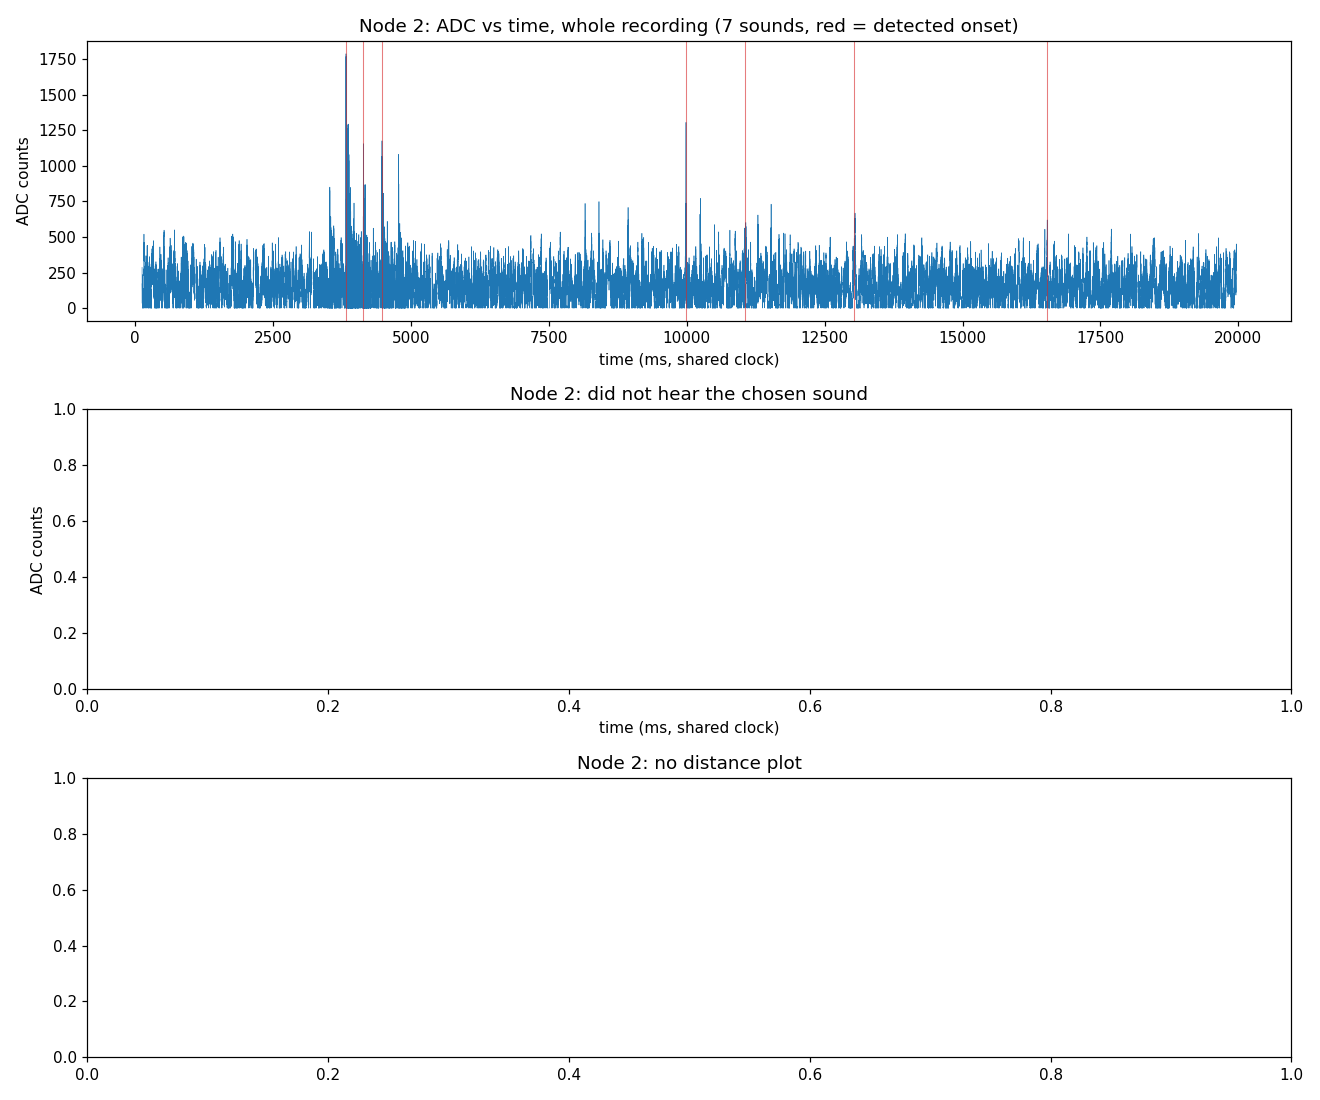 Node 2: ADC vs time, whole recording (7 sounds, red = detected onset)
ADC counts
1750
1500
1250
1000
750
500
250
0
0 2500 5000 7500 10000 12500 15000 17500 20000
time (ms, shared clock)
Node 2: did not hear the chosen sound
ADC counts
1.0
0.8
0.6
0.4
0.2
0.0
0.0 0.2 0.4 0.6 0.8 1.0
time (ms, shared clock)
Node 2: no distance plot
1.0
0.8
0.6
0.4
0.2
0.0
0.0 0.2 0.4 0.6 0.8 1.0